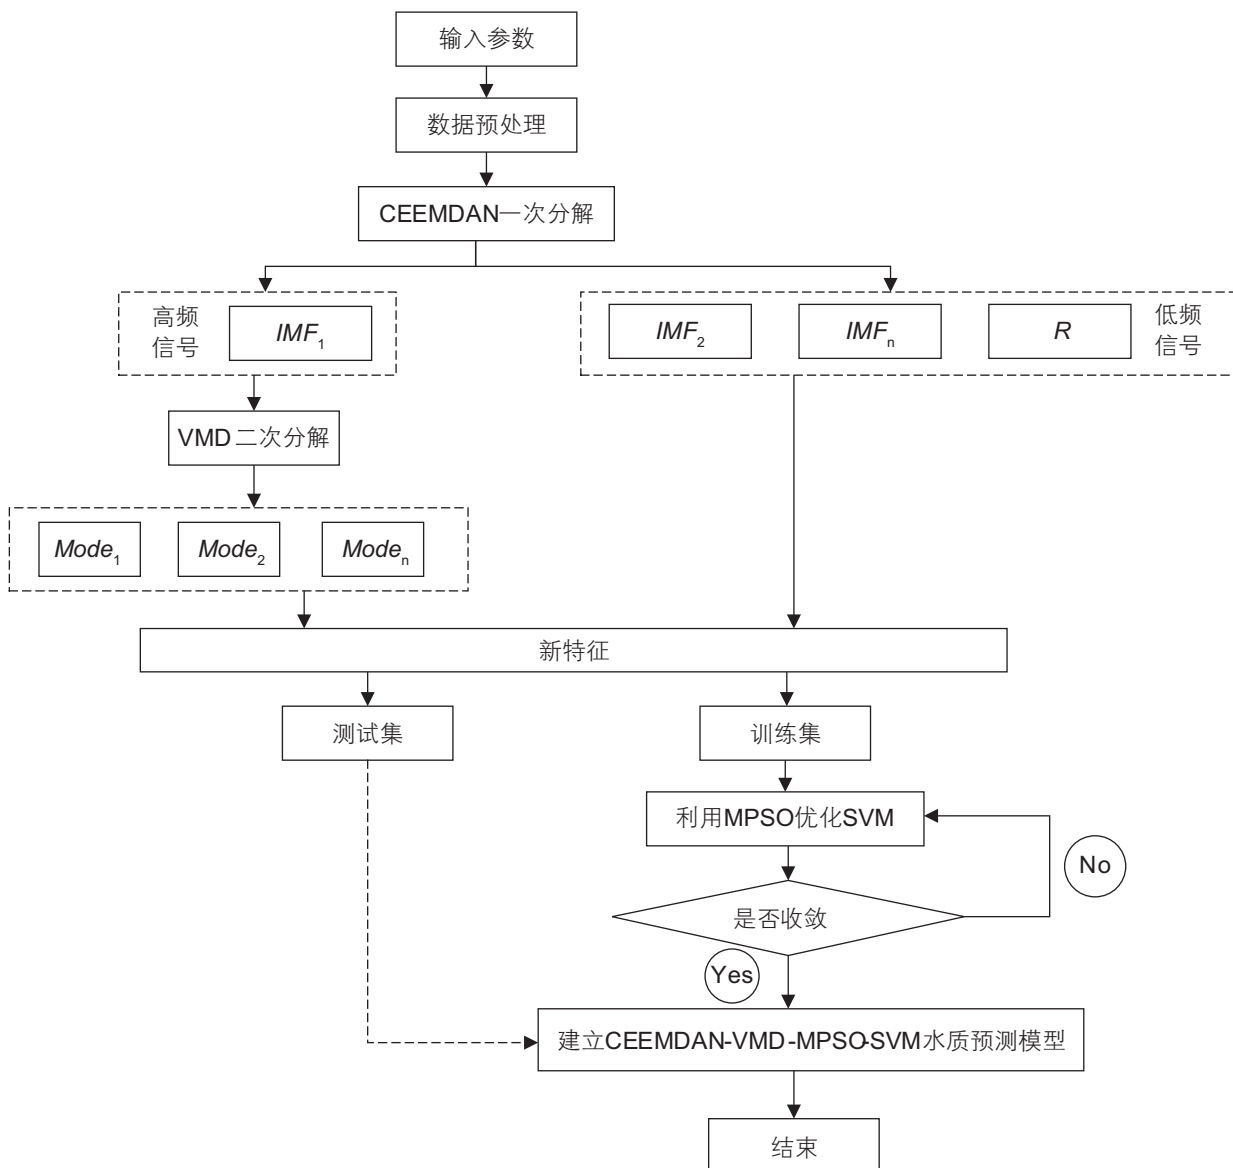 输入参数
数据预处理
CEEMDAN一次分解
高频
信号
IMF₁
IMF₂
IMFₙ
R
低频
信号
VMD二次分解
Mode₁
Mode₂
Modeₙ
新特征
测试集
训练集
利用MPSO优化SVM
No
是否收敛
Yes
建立CEEMDAN-VMD-MPSO-SVM水质预测模型
结束